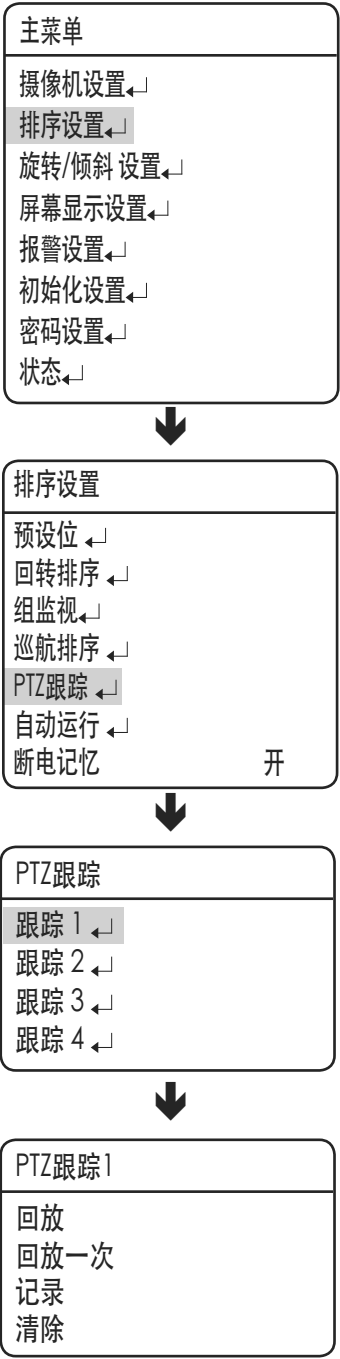 主菜单
摄像机设置↵
排序设置↵
旋转/倾斜 设置↵
屏幕显示设置↵
报警设置↵
初始化设置↵
密码设置↵
状态↵
排序设置
预设位 ↵
回转排序 ↵
组监视↵
巡航排序 ↵
PTZ跟踪 ↵
自动运行 ↵
断电记忆 开
PTZ跟踪
跟踪 1 ↵
跟踪 2 ↵
跟踪 3 ↵
跟踪 4 ↵
PTZ跟踪1
回放
回放一次
记录
清除